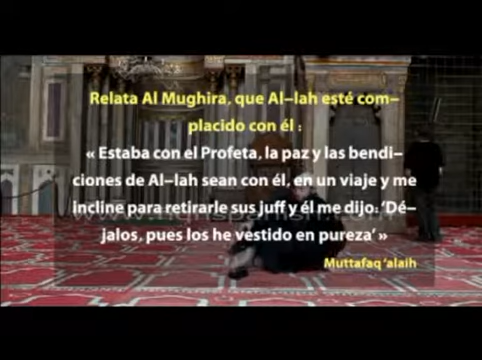 Relata Al Mughira, que Al-lah esté com-
placido con él :
« Estaba con el Profeta, la paz y las bendi-
ciones de Al-lah sean con él, en un viaje y me
incline para retirarle sus juff y él me dijo: 'Dé-
jalos, pues los he vestido en pureza' »
Muttafaq 'alaih